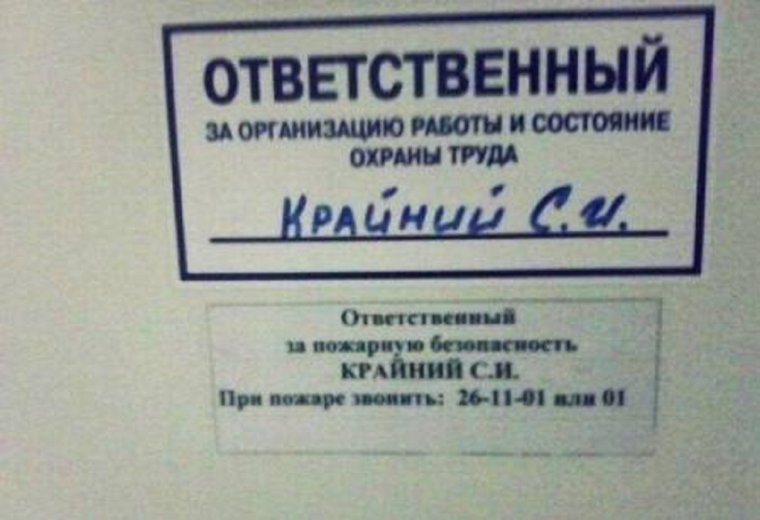 ОТВЕТСТВЕННЫЙ
ЗА ОРГАНИЗАЦИЮ РАБОТЫ И СОСТОЯНИЕ
ОХРАНЫ ТРУДА
КРАЙНИЙ С.И.
Ответственный
за пожарную безопасность
КРАЙНИЙ С.И.
При пожаре звонить: 26-11-01 или 01